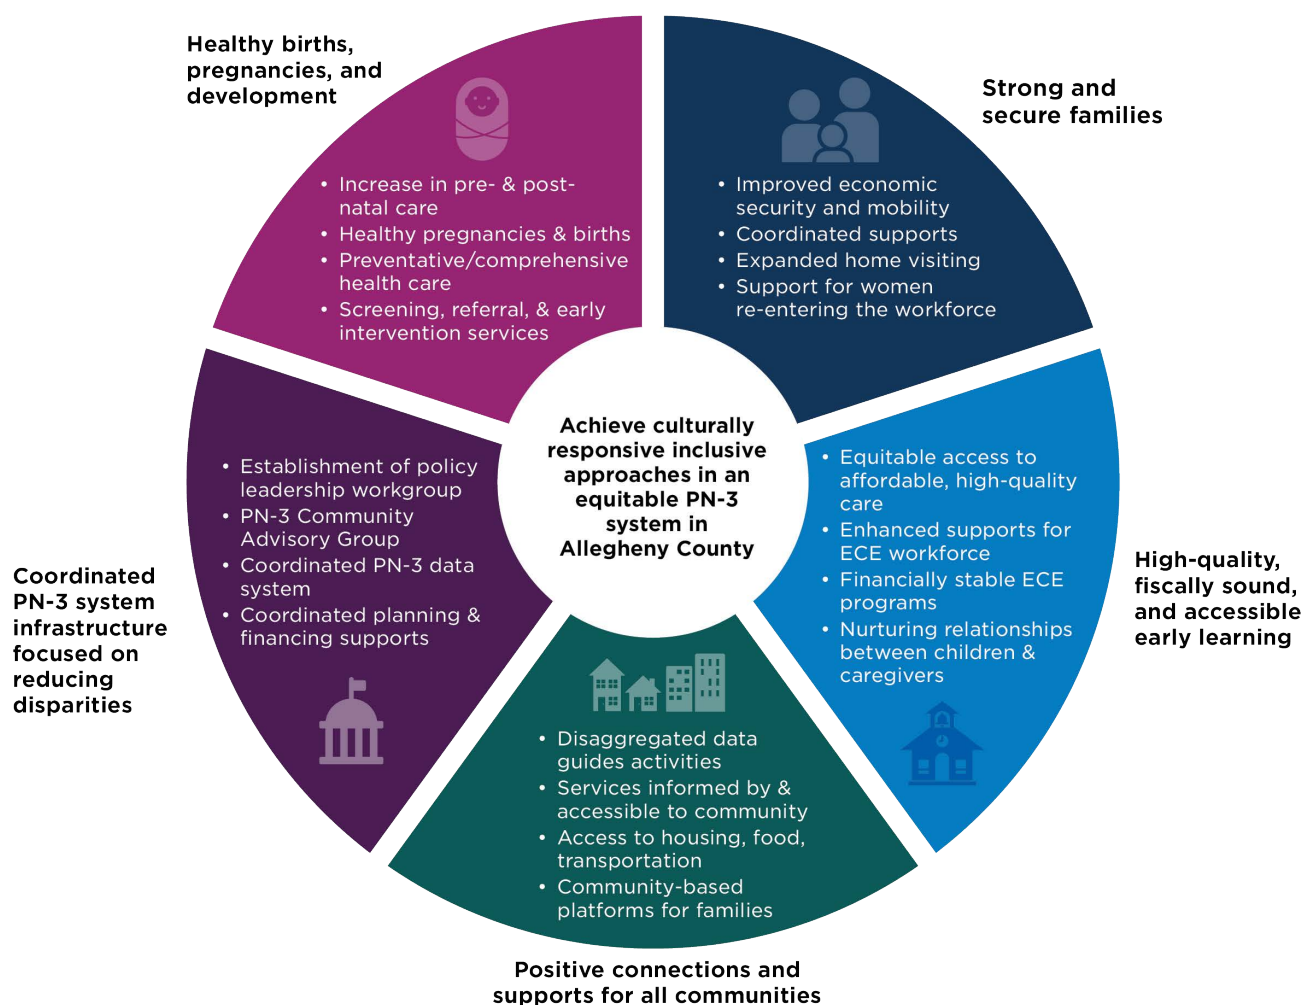 Healthy births,
pregnancies, and
development
• Increase in pre- & post-
natal care
• Healthy pregnancies & births
• Preventative/comprehensive
health care
• Screening, referral, & early
intervention services
Strong and
secure families
• Improved economic
security and mobility
• Coordinated supports
• Expanded home visiting
• Support for women
re-entering the workforce
Achieve culturally
responsive inclusive
approaches in an
equitable PN-3
system in
Allegheny County
• Equitable access to
affordable, high-quality
care
• Enhanced supports for
ECE workforce
• Financially stable ECE
programs
• Nurturing relationships
between children &
caregivers
High-quality,
fiscally sound,
and accessible
early learning
• Disaggregated data
guides activities
• Services informed by &
accessible to community
• Access to housing, food,
transportation
• Community-based
platforms for families
Positive connections and
supports for all communities
• Establishment of policy
leadership workgroup
• PN-3 Community
Advisory Group
• Coordinated PN-3 data
system
• Coordinated planning &
financing supports
Coordinated
PN-3 system
infrastructure
focused on
reducing
disparities